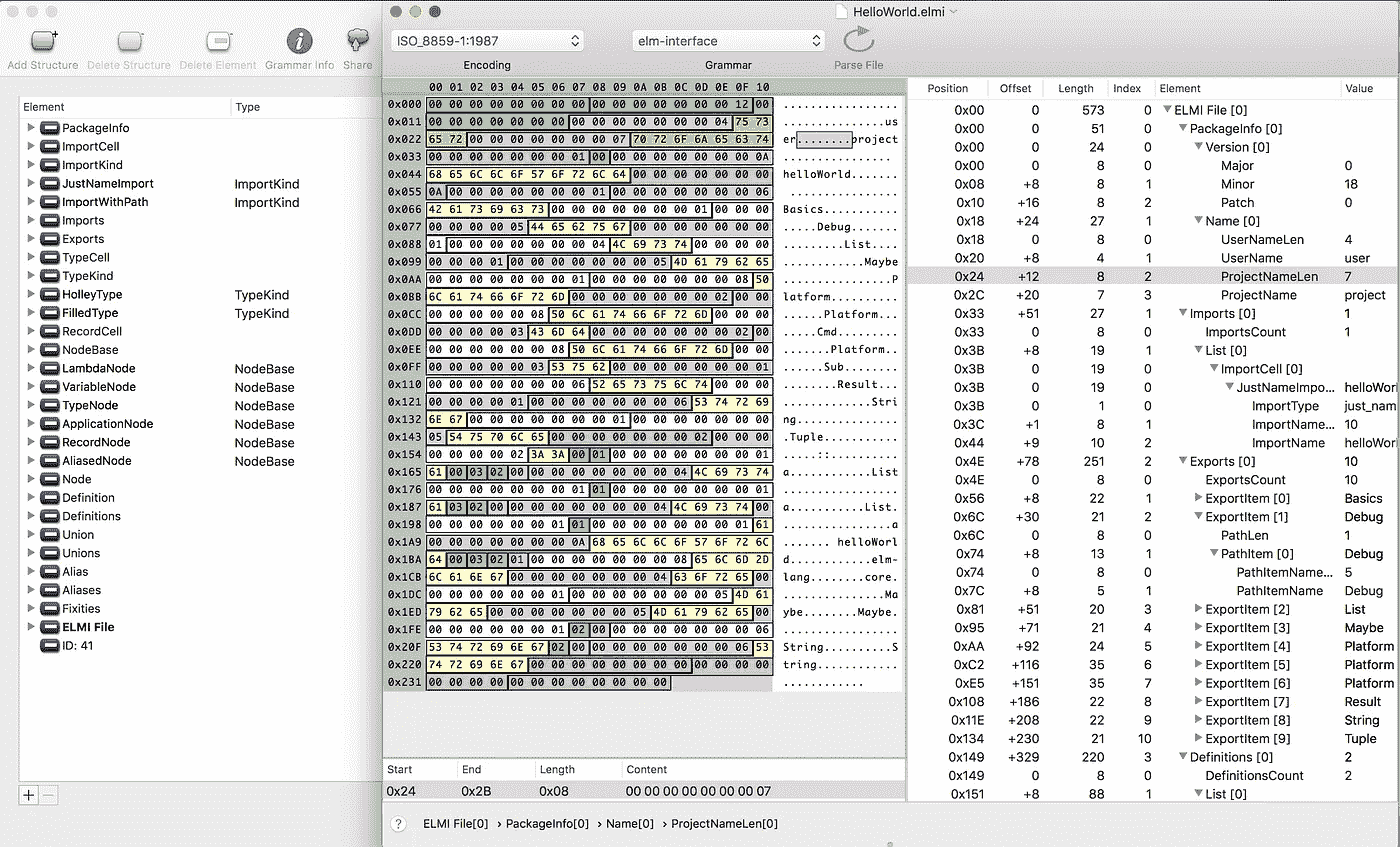 HelloWorld.elmi
Add Structure Delete Structure Delete Element Grammar Info Share
ISO_8859-1:1987 elm-interface
Encoding Grammar Parse File
Element Type
PackageInfo
ImportCell
ImportKind
JustNameImport ImportKind
ImportWithPath ImportKind
Imports
Exports
TypeCell
TypeKind
HolleyType TypeKind
FilledType TypeKind
RecordCell
NodeBase
LambdaNode NodeBase
VariableNode NodeBase
TypeNode NodeBase
ApplicationNode NodeBase
RecordNode NodeBase
AliasedNode NodeBase
Node
Definition
Definitions
Union
Unions
Alias
Aliases
Fixities
ELMI File
ID: 41
+ −
00 01 02 03 04 05 06 07 08 09 0A 0B 0C 0D 0E 0F 10
0x000 00 00 00 00 00 00 00 00 00 00 00 00 00 00 00 12 00 .................
0x011 00 00 00 00 00 00 00 00 00 00 00 00 00 00 04 75 73 ...............us
0x022 65 72 00 00 00 00 00 00 00 07 70 72 6F 6A 65 63 74 er........project
0x033 00 00 00 00 00 00 00 01 00 00 00 00 00 00 00 00 0A .................
0x044 68 65 6C 6C 6F 57 6F 72 6C 64 00 00 00 00 00 00 00 helloWorld.......
0x055 0A 00 00 00 00 00 00 00 01 00 00 00 00 00 00 00 06 .................
0x066 42 61 73 69 63 73 00 00 00 00 00 00 00 01 00 00 00 Basics...........
0x077 00 00 00 00 05 44 65 62 75 67 00 00 00 00 00 00 00 .....Debug.......
0x088 01 00 00 00 00 00 00 00 04 4C 69 73 74 00 00 00 00 .........List....
0x099 00 00 00 01 00 00 00 00 00 00 00 05 4D 61 79 62 65 ............Maybe
0x0AA 00 00 00 00 00 00 00 01 00 00 00 00 00 00 00 08 50 ................P
0x0BB 6C 61 74 66 6F 72 6D 00 00 00 00 00 00 00 02 00 00 latform..........
0x0CC 00 00 00 00 00 08 50 6C 61 74 66 6F 72 6D 00 00 00 ......Platform...
0x0DD 00 00 00 00 03 43 6D 64 00 00 00 00 00 00 00 02 00 .....Cmd.........
0x0EE 00 00 00 00 00 00 08 50 6C 61 74 66 6F 72 6D 00 00 .......Platform..
0x0FF 00 00 00 00 00 03 53 75 62 00 00 00 00 00 00 00 01 ......Sub........
0x110 00 00 00 00 00 00 00 06 52 65 73 75 6C 74 00 00 00 ........Result...
0x121 00 00 00 00 01 00 00 00 00 00 00 00 06 53 74 72 69 .............Stri
0x132 6E 67 00 00 00 00 00 00 00 01 00 00 00 00 00 00 00 ng...............
0x143 05 54 75 70 6C 65 00 00 00 00 00 00 00 02 00 00 00 .Tuple...........
0x154 00 00 00 00 02 3A 3A 00 01 00 00 00 00 00 00 00 01 .....::..........
0x165 61 00 03 02 00 00 00 00 00 00 00 04 4C 69 73 74 a...........List
0x176 00 00 00 00 00 00 00 01 01 00 00 00 00 00 00 00 01 .................
0x187 61 03 02 00 00 00 00 00 00 00 00 04 4C 69 73 74 00 a...........List.
0x198 00 00 00 00 00 00 01 01 00 00 00 00 00 00 00 01 61 ................a
0x1A9 00 00 00 00 00 00 00 0A 68 65 6C 6C 6F 57 6F 72 6C ....... helloWorl
0x1BA 64 00 03 02 01 00 00 00 00 00 00 00 08 65 6C 6D 2D d............elm-
0x1CB 6C 61 6E 67 00 00 00 00 00 00 00 04 63 6F 72 65 00 lang........core.
0x1DC 00 00 00 00 00 00 01 00 00 00 00 00 00 00 05 4D 61 ...............Ma
0x1ED 79 62 65 00 00 00 00 00 00 00 05 4D 61 79 62 65 00 ybe........Maybe.
0x1FE 00 00 00 00 00 00 01 02 00 00 00 00 00 00 00 00 06 .................
0x20F 53 74 72 69 6E 67 02 00 00 00 00 00 00 00 00 06 53 String..........S
0x220 74 72 69 6E 67 00 00 00 00 00 00 00 00 00 00 00 00 tring............
0x231 00 00 00 00 00 00 00 00 00 00 00 00 ...........
Start End Length Content
0x24 0x2B 0x08 00 00 00 00 00 00 00 07
? ELMI File[0] › PackageInfo[0] › Name[0] › ProjectNameLen[0]
Position Offset Length Index Element Value
0x00 0 573 0 ELMI File [0]
0x00 0 51 0 PackageInfo [0]
0x00 0 24 0 Version [0]
0x00 0 8 0 Major 0
0x08 +8 8 1 Minor 18
0x10 +16 8 2 Patch 0
0x18 +24 27 1 Name [0]
0x18 0 8 0 UserNameLen 4
0x20 +8 4 1 UserName user
0x24 +12 8 2 ProjectNameLen 7
0x2C +20 7 3 ProjectName project
0x33 +51 27 1 Imports [0] 1
0x33 0 8 0 ImportsCount 1
0x3B +8 19 1 List [0]
0x3B 0 19 0 ImportCell [0]
0x3B 0 19 0 JustNameImpo... helloWor
0x3B 0 1 0 ImportType just_nam
0x3C +1 8 1 ImportName... 10
0x44 +9 10 2 ImportName helloWor
0x4E +78 251 2 Exports [0] 10
0x4E 0 8 0 ExportsCount 10
0x56 +8 22 1 ExportItem [0] Basics
0x6C +30 21 2 ExportItem [1] Debug
0x6C 0 8 0 PathLen 1
0x74 +8 13 1 PathItem [0] Debug
0x74 0 8 0 PathItemName... 5
0x7C +8 5 1 PathItemName Debug
0x81 +51 20 3 ExportItem [2] List
0x95 +71 21 4 ExportItem [3] Maybe
0xAA +92 24 5 ExportItem [4] Platform
0xC2 +116 35 6 ExportItem [5] Platform
0xE5 +151 35 7 ExportItem [6] Platform
0x108 +186 22 8 ExportItem [7] Result
0x11E +208 22 9 ExportItem [8] String
0x134 +230 21 10 ExportItem [9] Tuple
0x149 +329 220 3 Definitions [0] 2
0x149 0 8 0 DefinitionsCount 2
0x151 +8 88 1 List [0]